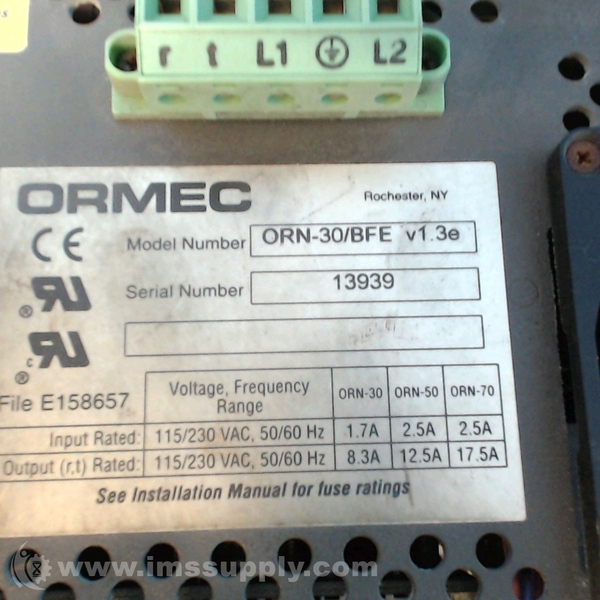 r t L1 L2
ORMEC
Rochester, NY
CE
Model Number ORN-30/BFE v1.3e
Serial Number 13939
® RU
c RU ®
File E158657
Voltage, Frequency Range ORN-30 ORN-50 ORN-70
Input Rated: 115/230 VAC, 50/60 Hz 1.7A 2.5A 2.5A
Output (r,t) Rated: 115/230 VAC, 50/60 Hz 8.3A 12.5A 17.5A
See Installation Manual for fuse ratings
www.imssupply.com